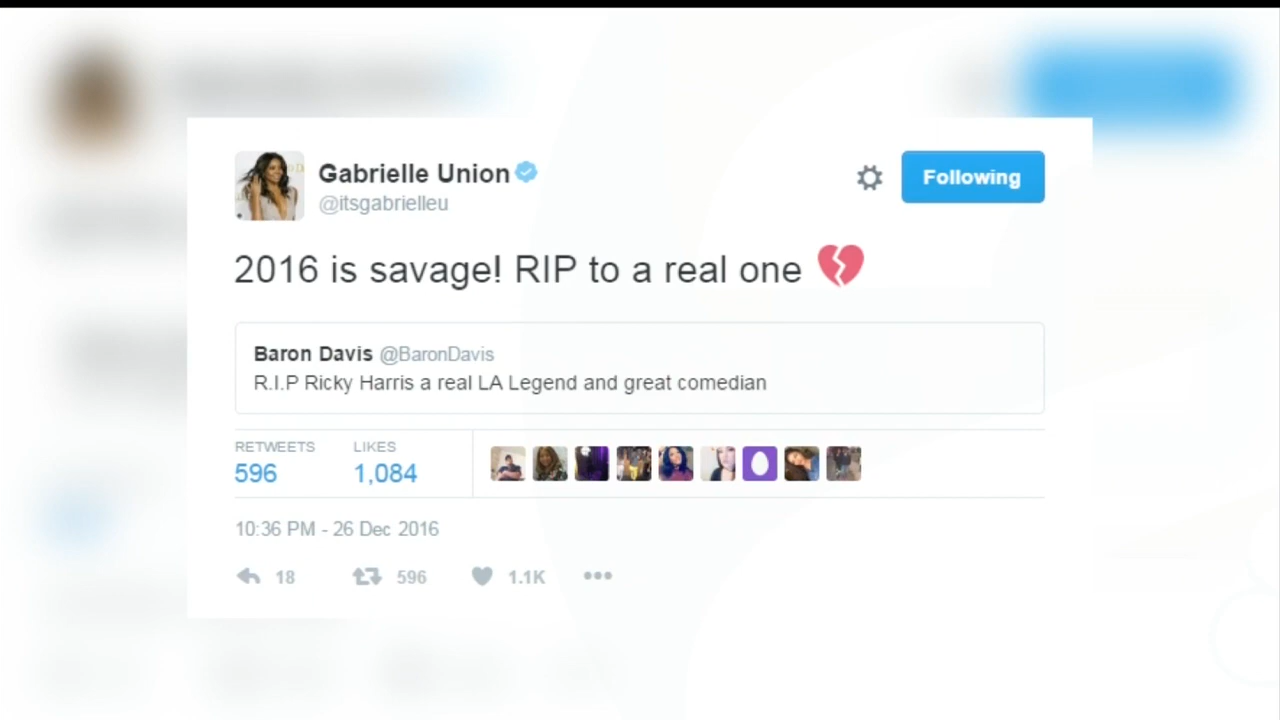 Gabrielle Union
@itsgabrielleu
Following
2016 is savage! RIP to a real one 💔
Baron Davis @BaronDavis
R.I.P Ricky Harris a real LA Legend and great comedian
RETWEETS LIKES
596 1,084
10:36 PM - 26 Dec 2016
18 596 1.1K